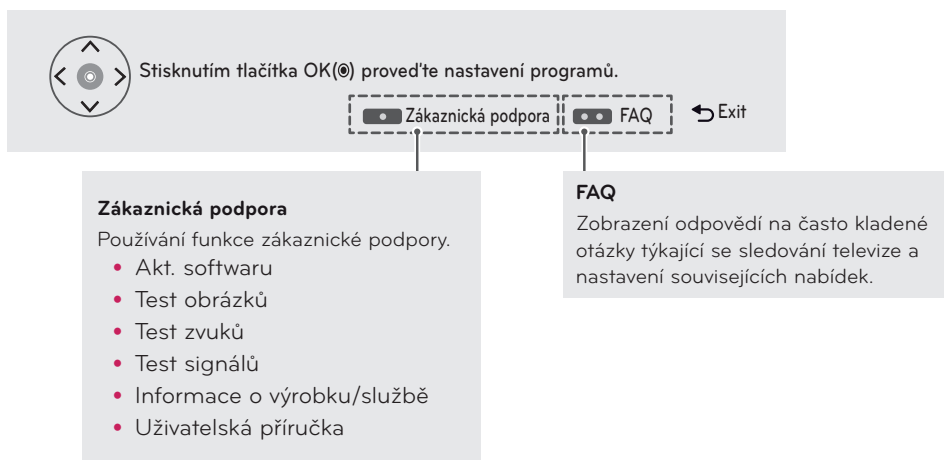 Stisknutím tlačítka OK(◉) proveďte nastavení programů.
Zákaznická podpora FAQ Exit
Zákaznická podpora
Používání funkce zákaznické podpory.
• Akt. softwaru
• Test obrázků
• Test zvuků
• Test signálů
• Informace o výrobku/službě
• Uživatelská příručka
FAQ
Zobrazení odpovědí na často kladené
otázky týkající se sledování televize a
nastavení souvisejících nabídek.